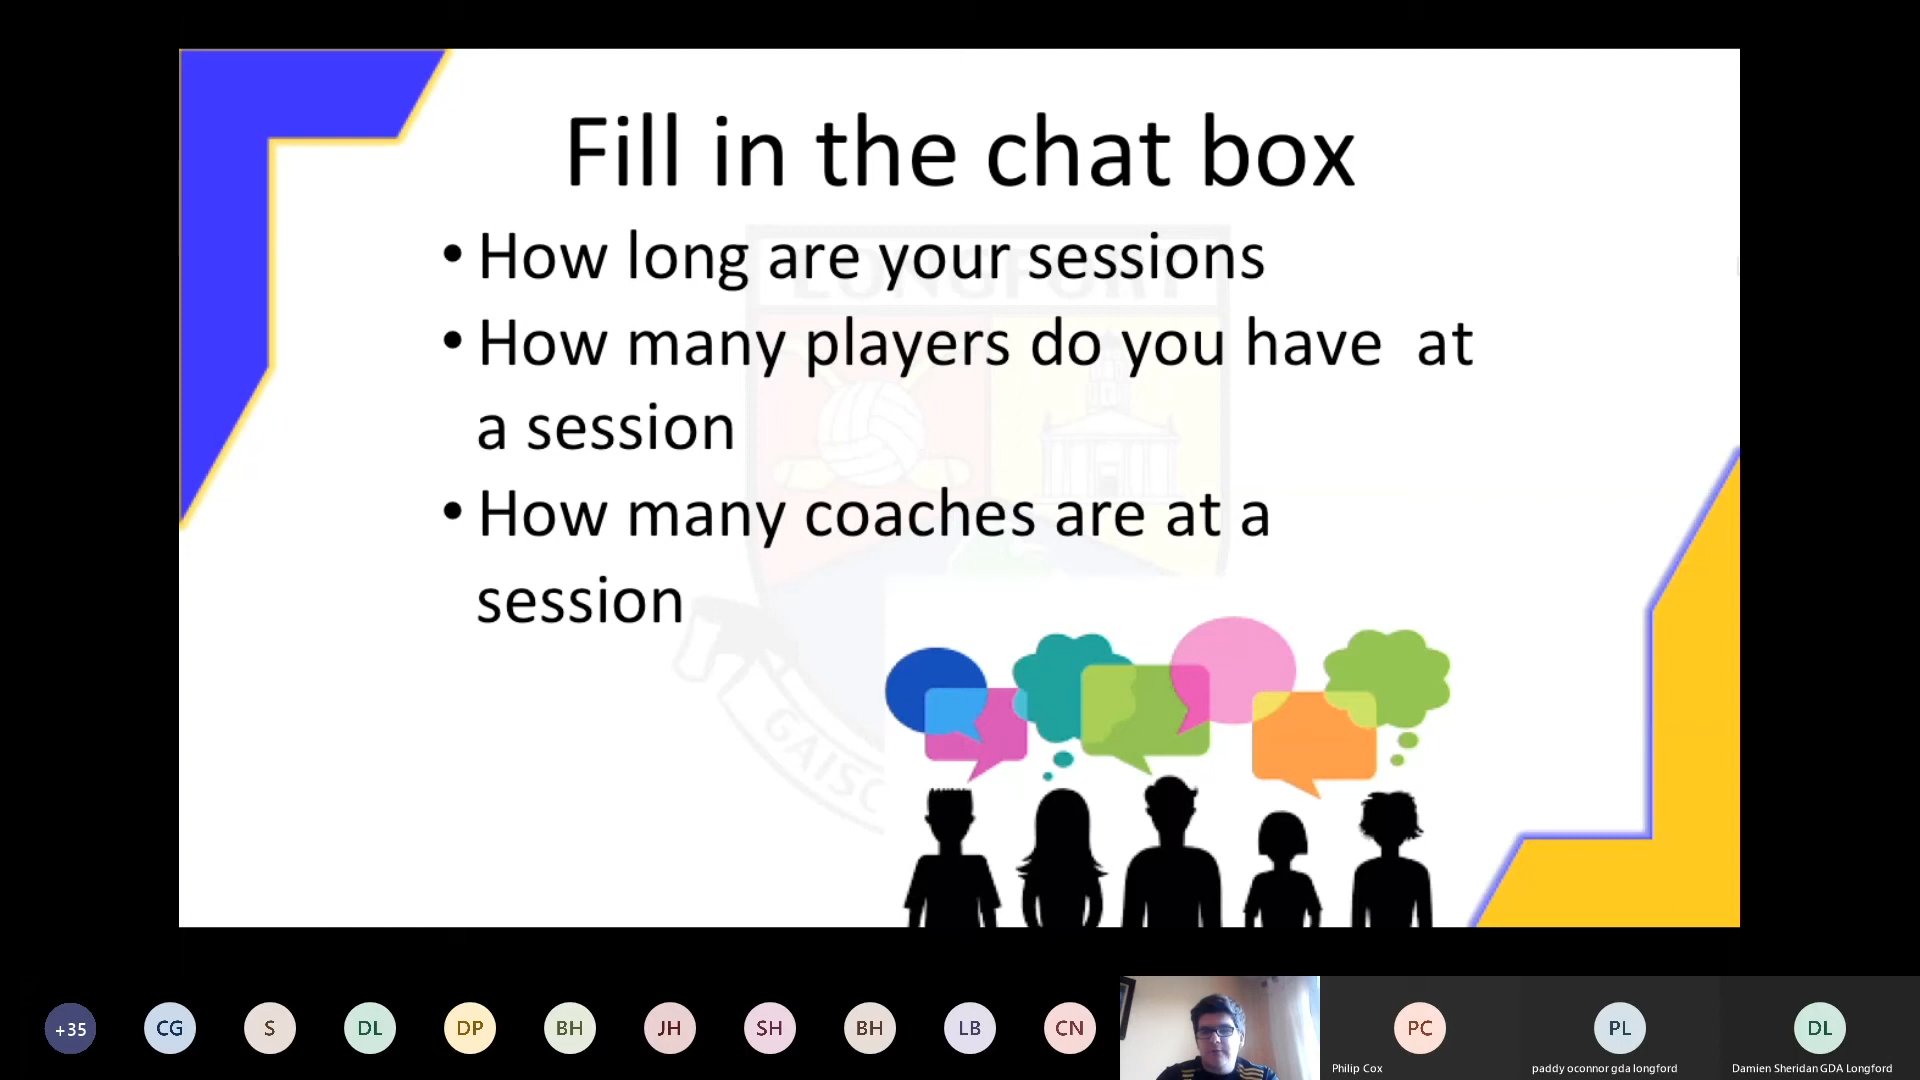 Fill in the chat box
• How long are your sessions
• How many players do you have  at
a session
• How many coaches are at a
session
LONGFORT
+35
CG
S
DL
DP
BH
JH
SH
BH
LB
CN
PC
PL
DL
Philip Cox
paddy oconnor gda longford
Damien Sheridan GDA Longford